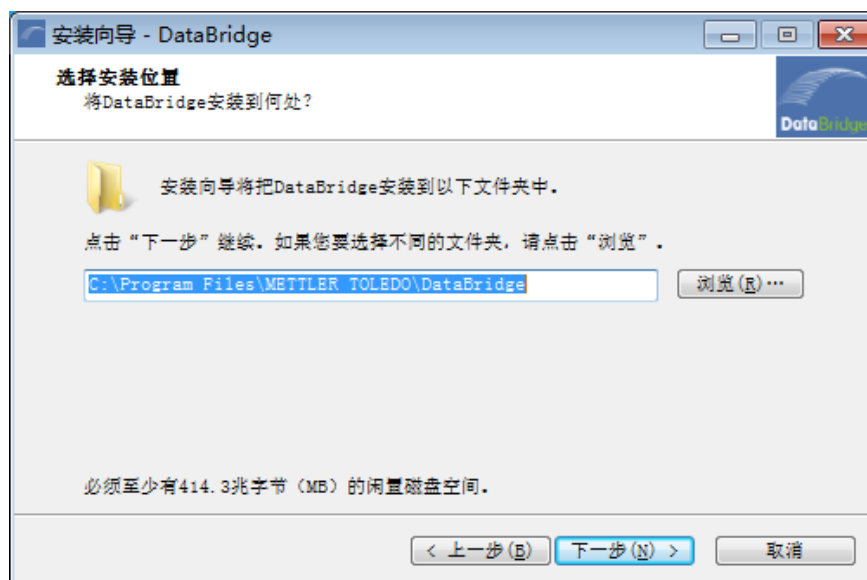 安装向导 - DataBridge
选择安装位置
将DataBridge安装到何处?
DataBridge
安装向导将把DataBridge安装到以下文件夹中.
点击“下一步”继续. 如果您要选择不同的文件夹, 请点击“浏览”.
C:\Program Files\METTLER TOLEDO\DataBridge
浏览(R)...
必须至少有414.3兆字节 (MB) 的闲置磁盘空间.
< 上一步(B)
下一步(N) >
取消